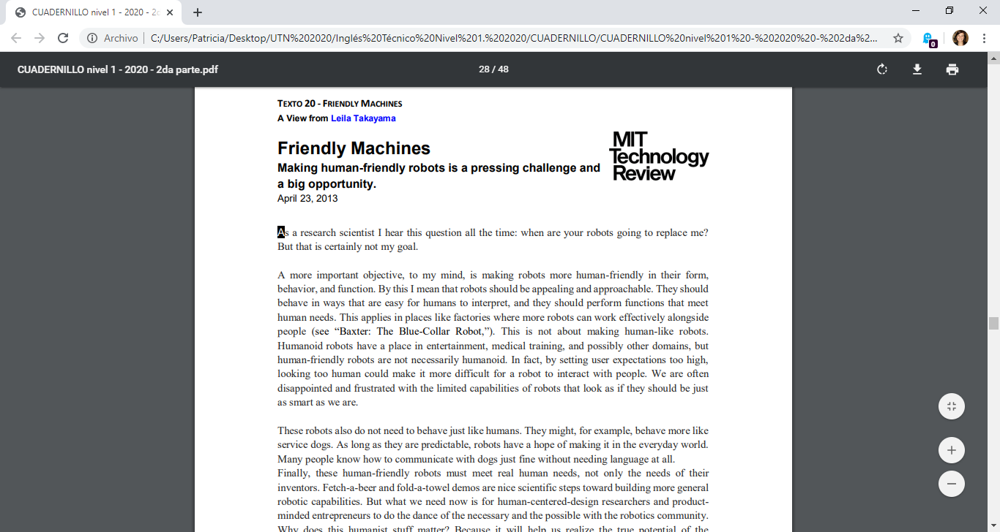 CUADERNILLO nivel 1 - 2020 - 2
Archivo
C:/Users/Patricia/Desktop/UTN%202020/Inglés%20Técnico%20Nivel%201.%202020/CUADERNILLO/CUADERNILLO%20nivel%201%20-%202020%20-%202da%2...
0
CUADERNILLO nivel 1 - 2020 - 2da parte.pdf
28 / 48
TEXTO 20 - FRIENDLY MACHINES
A View from Leila Takayama
MIT
Technology
Review
Friendly Machines
Making human-friendly robots is a pressing challenge and
a big opportunity.
April 23, 2013
As a research scientist I hear this question all the time: when are your robots going to replace me?
But that is certainly not my goal.
A more important objective, to my mind, is making robots more human-friendly in their form,
behavior, and function. By this I mean that robots should be appealing and approachable. They should
behave in ways that are easy for humans to interpret, and they should perform functions that meet
human needs. This applies in places like factories where more robots can work effectively alongside
people (see “Baxter: The Blue-Collar Robot,”). This is not about making human-like robots.
Humanoid robots have a place in entertainment, medical training, and possibly other domains, but
human-friendly robots are not necessarily humanoid. In fact, by setting user expectations too high,
looking too human could make it more difficult for a robot to interact with people. We are often
disappointed and frustrated with the limited capabilities of robots that look as if they should be just
as smart as we are.
These robots also do not need to behave just like humans. They might, for example, behave more like
service dogs. As long as they are predictable, robots have a hope of making it in the everyday world.
Many people know how to communicate with dogs just fine without needing language at all.
Finally, these human-friendly robots must meet real human needs, not only the needs of their
inventors. Fetch-a-beer and fold-a-towel demos are nice scientific steps toward building more general
robotic capabilities. But what we need now is for human-centered-design researchers and product-
minded entrepreneurs to do the dance of the necessary and the possible with the robotics community.
Why does this humanist stuff matter? Because it will help us realize the true potential of the